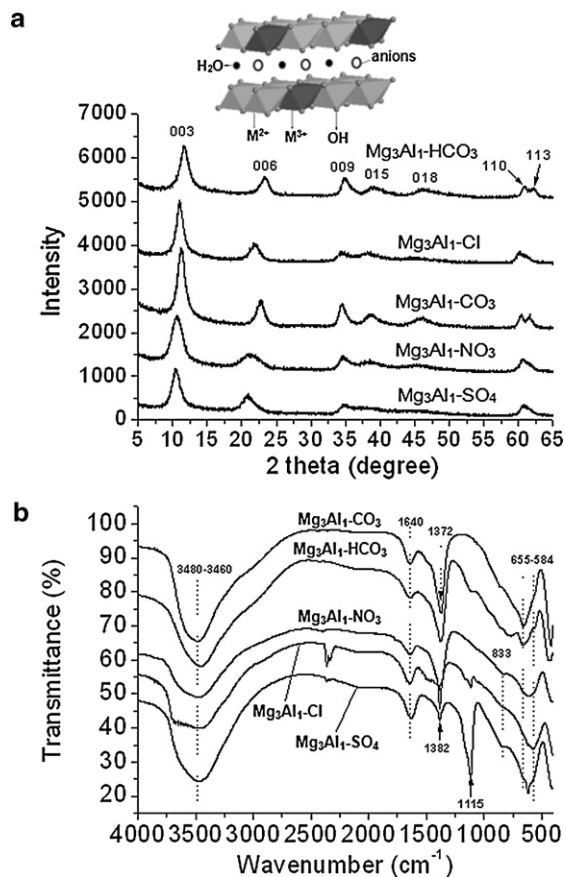 a
H₂O
anions
M²⁺
M³⁺
OH
7000
6000
5000
4000
3000
2000
1000
0
Intensity
003
006
009
015
018
110
113
Mg₃Al₁-HCO₃
Mg₃Al₁-Cl
Mg₃Al₁-CO₃
Mg₃Al₁-NO₃
Mg₃Al₁-SO₄
5 10 15 20 25 30 35 40 45 50 55 60 65
2 theta (degree)
b
100
90
80
70
60
50
40
30
20
Transmittance (%)
Mg₃Al₁-CO₃
1640
1372
Mg₃Al₁-HCO₃
3480-3460
655-584
Mg₃Al₁-NO₃
833
Mg₃Al₁-Cl
Mg₃Al₁-SO₄
1382
1115
4000 3500 3000 2500 2000 1500 1000 500
Wavenumber (cm⁻¹)